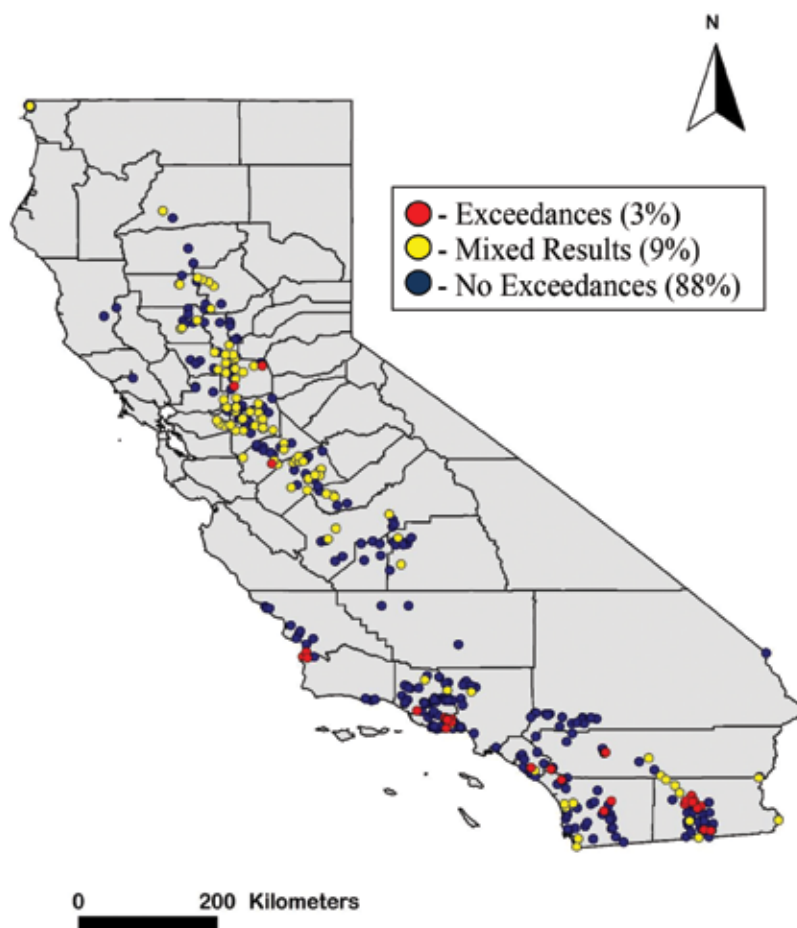 N
- Exceedances (3%)
- Mixed Results (9%)
- No Exceedances (88%)
0 200 Kilometers